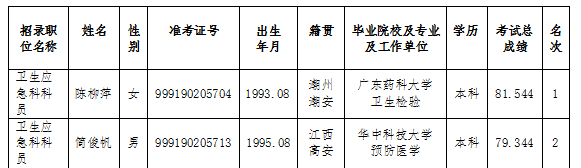 招录职位名称 姓名 性别 准考证号 出生年月 籍贯 毕业院校及专业及工作单位 学历 考试总成绩 名次
卫生应急科科员 陈柳萍 女 999190205704 1993.08 潮州潮安 广东药科大学卫生检验 本科 81.544 1
卫生应急科科员 简俊帆 男 999190205713 1995.08 江西高安 华中科技大学预防医学 本科 79.344 2